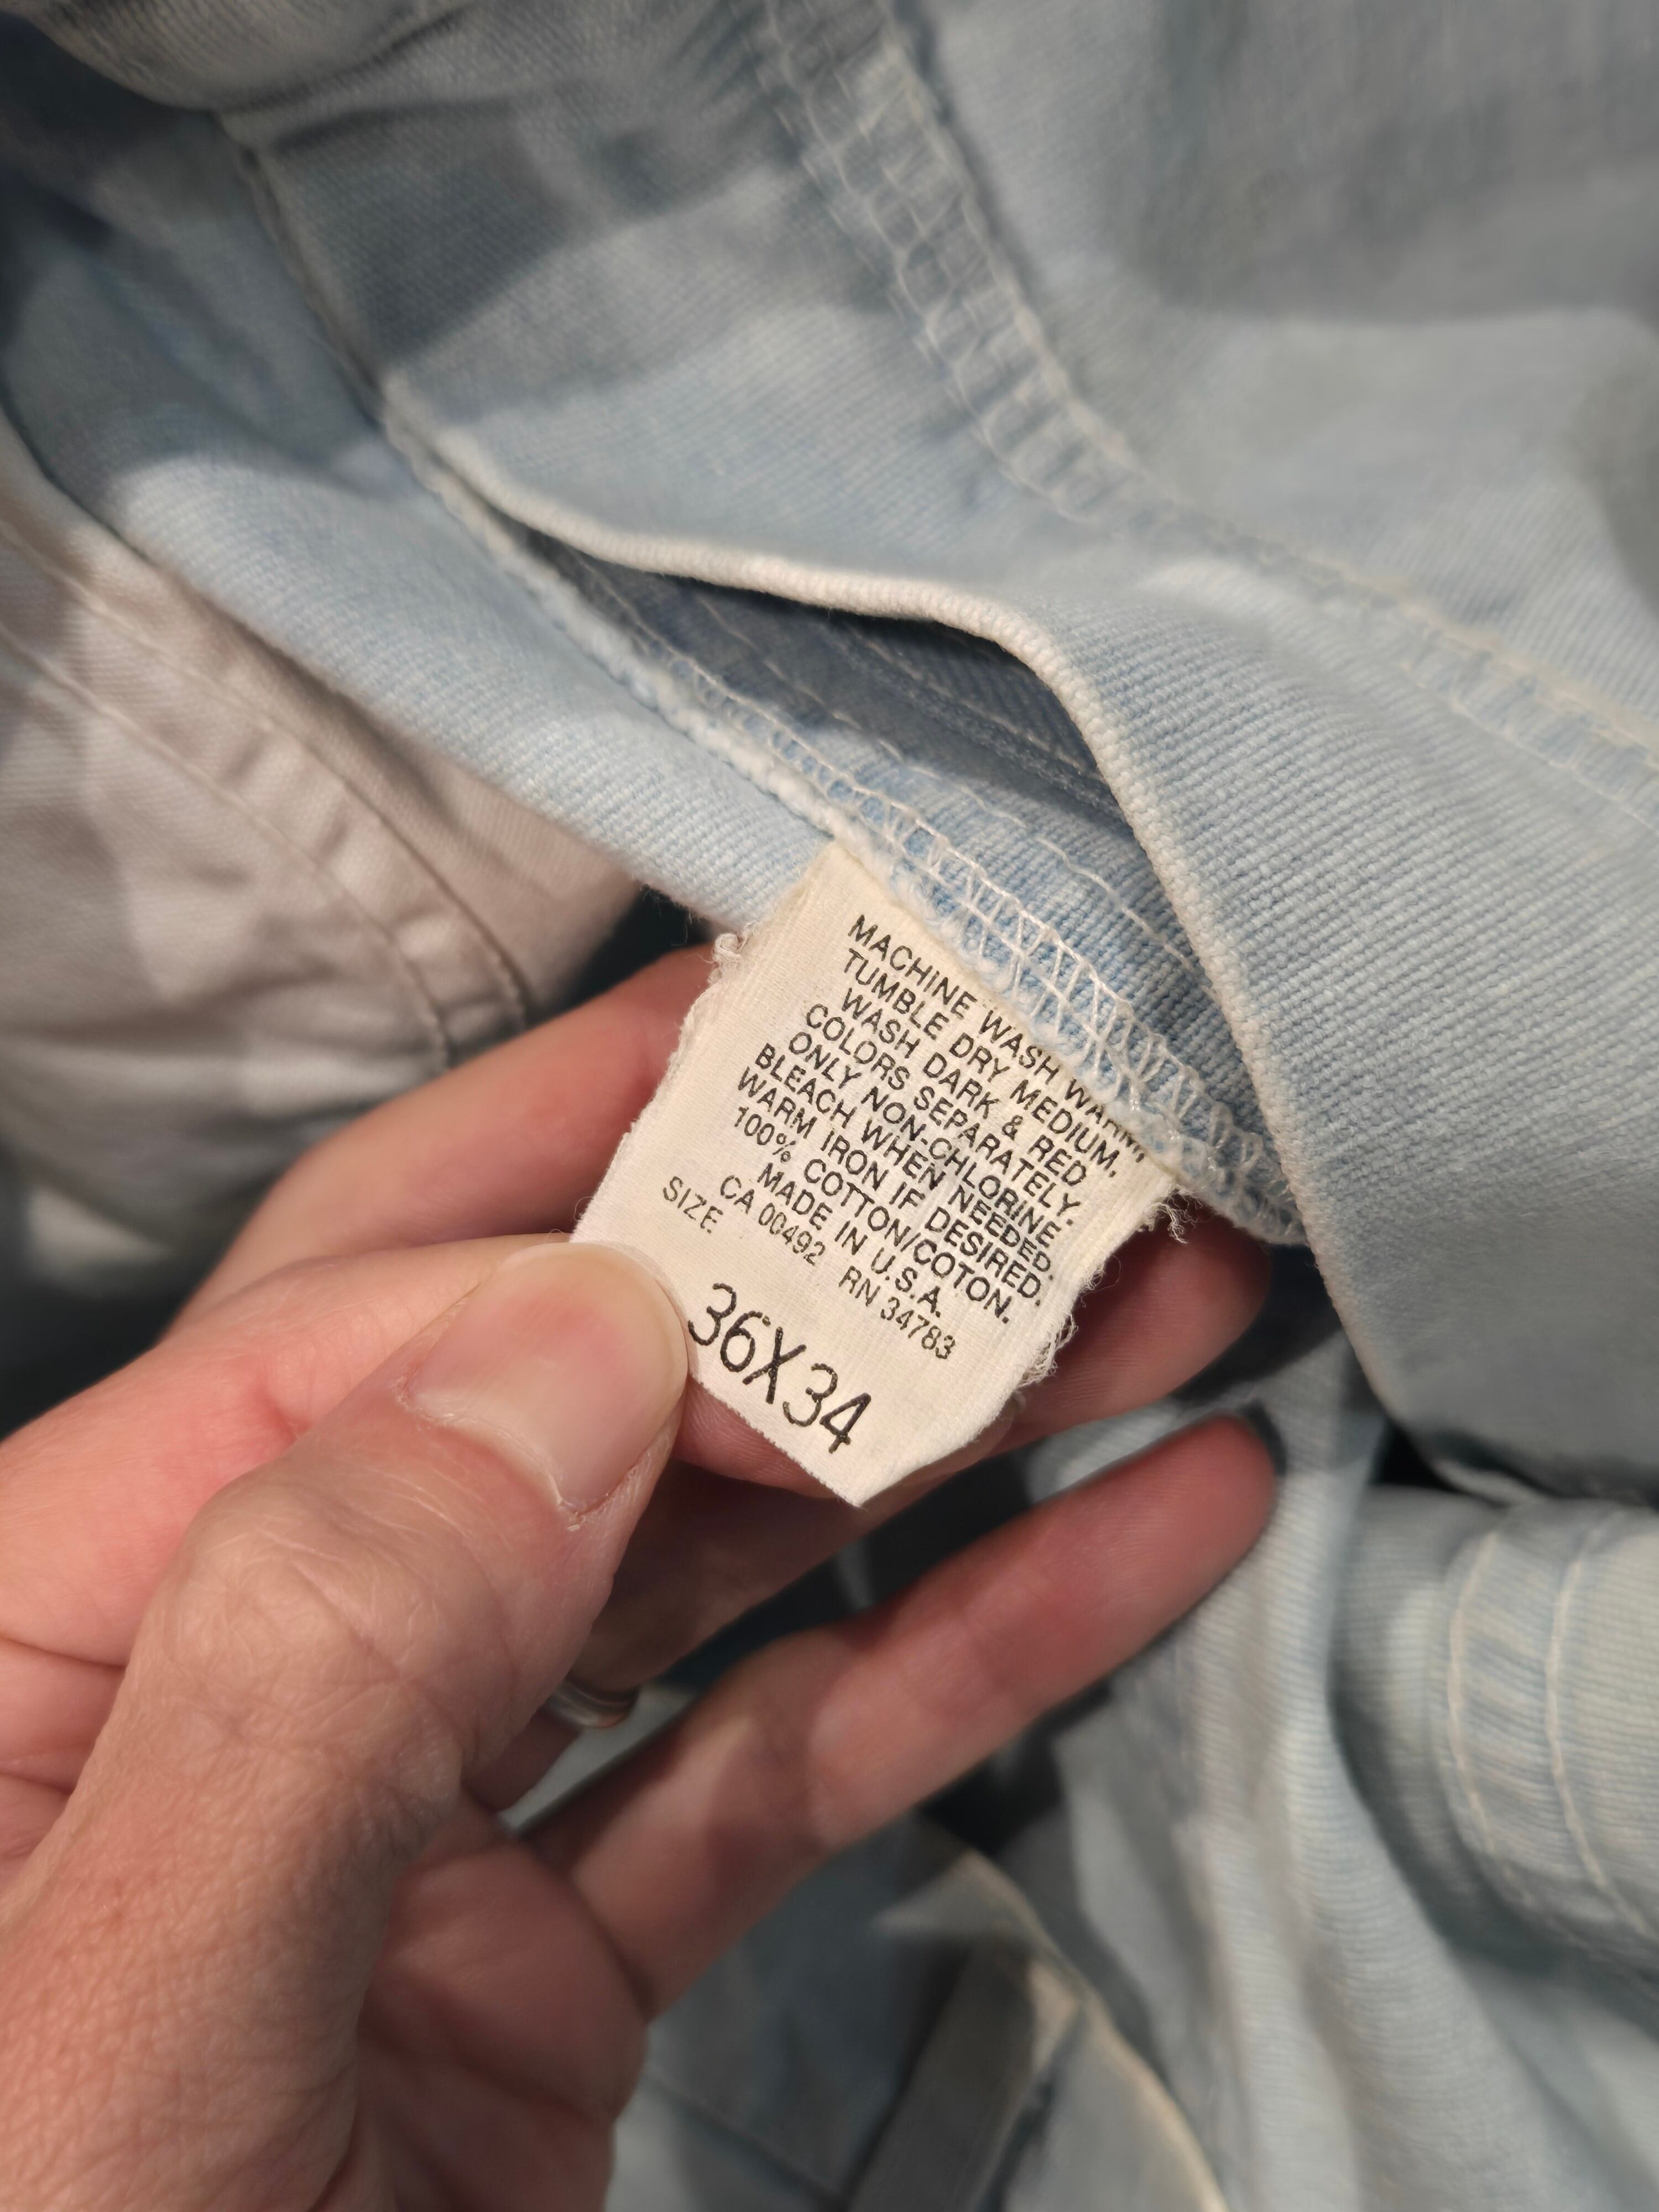 MACHINE WASH WARM,
TUMBLE DRY MEDIUM,
WASH DARK & RED
COLORS SEPARATELY.
ONLY NON-CHLORINE
BLEACH WHEN NEEDED.
WARM IRON IF DESIRED.
100% COTTON/COTON.
MADE IN U.S.A.
CA 00492 RN 34783
SIZE
36X34